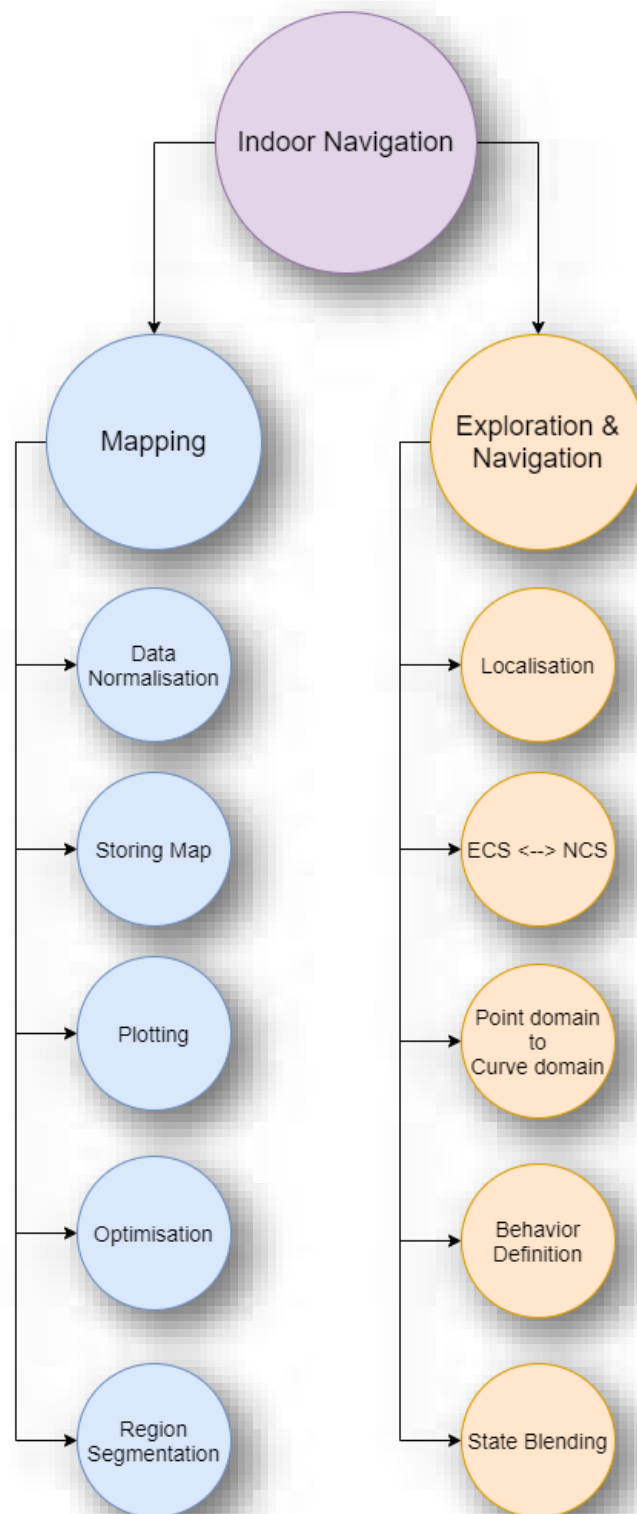 Indoor Navigation
Mapping
Exploration &
Navigation
Data
Normalisation
Localisation
Storing Map
ECS <--> NCS
Plotting
Point domain
to
Curve domain
Optimisation
Behavior
Definition
Region
Segmentation
State Blending